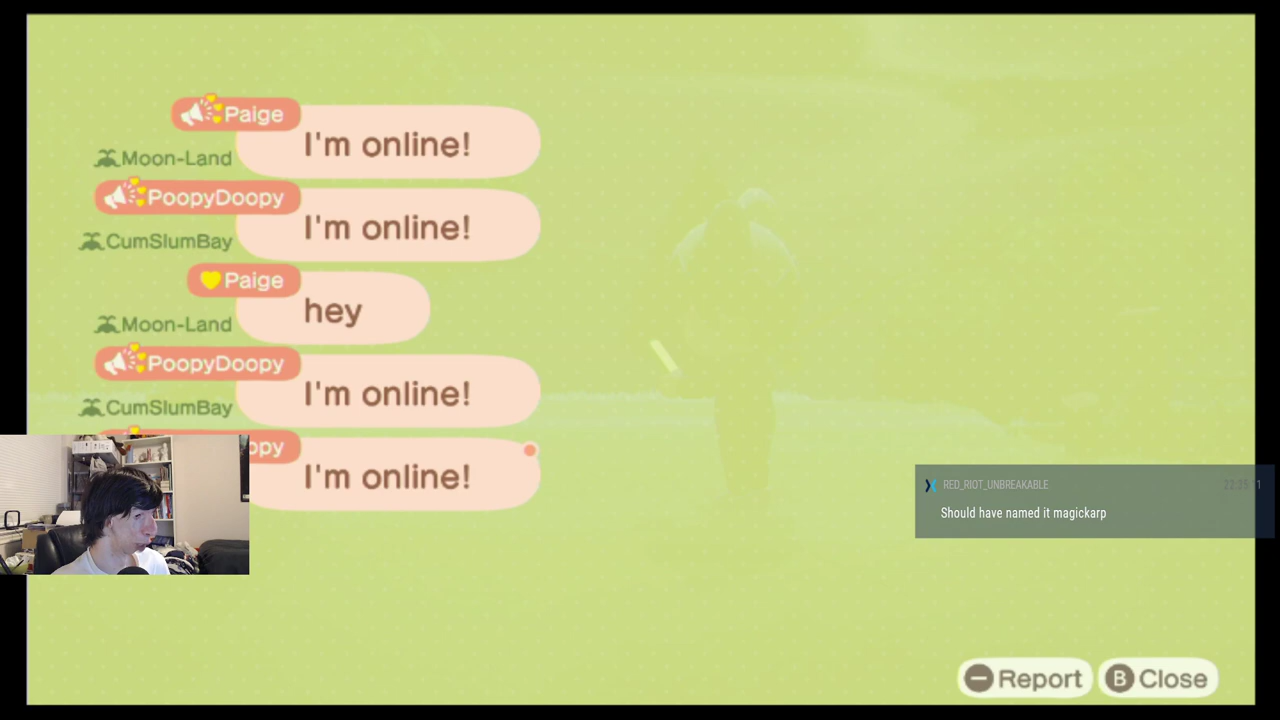 Paige
I'm online!
Moon-Land
PoopyDoopy
I'm online!
CumSlumBay
Paige
hey
Moon-Land
PoopyDoopy
I'm online!
CumSlumBay
opy
I'm online!
RED_RIOT_UNBREAKABLE
Should have named it magickarp
Report
B Close